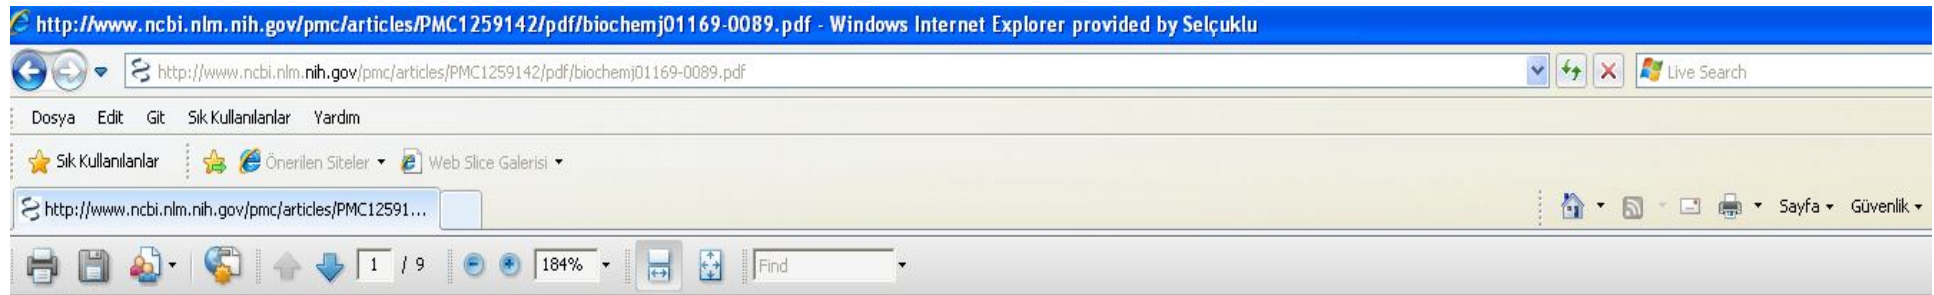 http://www.ncbi.nlm.nih.gov/pmc/articles/PMC1259142/pdf/biochemj01169-0089.pdf - Windows Internet Explorer provided by Selçuklu
http://www.ncbi.nlm.nih.gov/pmc/articles/PMC1259142/pdf/biochemj01169-0089.pdf Live Search
Dosya Edit Git Sık Kullanılanlar Yardım
Sık Kullanılanlar Önerilen Siteler Web Slice Galerisi
http://www.ncbi.nlm.nih.gov/pmc/articles/PMC12591... Sayfa Güvenlik
1 / 9 184% Find